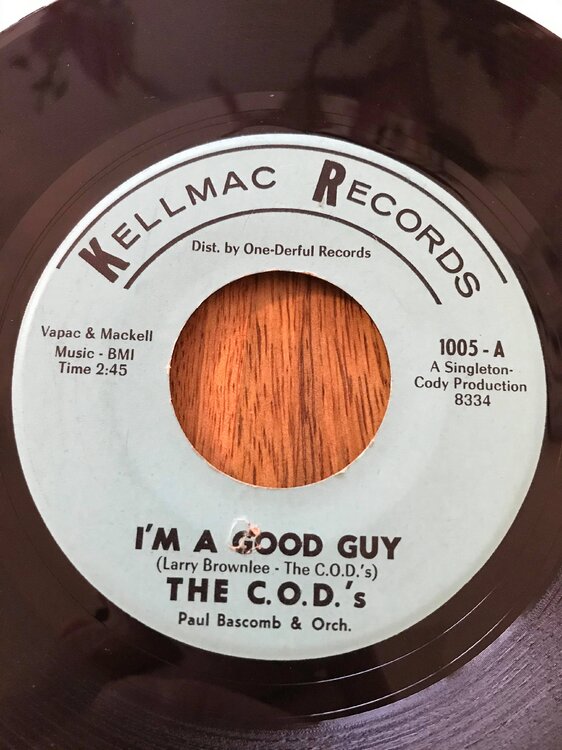 KELLMAC RECORDS
Dist. by One-Derful Records
Vapac & Mackell
Music - BMI
Time 2:45
1005 - A
A Singleton-
Cody Production
8334
I'M A GOOD GUY
(Larry Brownlee - The C.O.D.'s)
THE C.O.D.'s
Paul Bascomb & Orch.